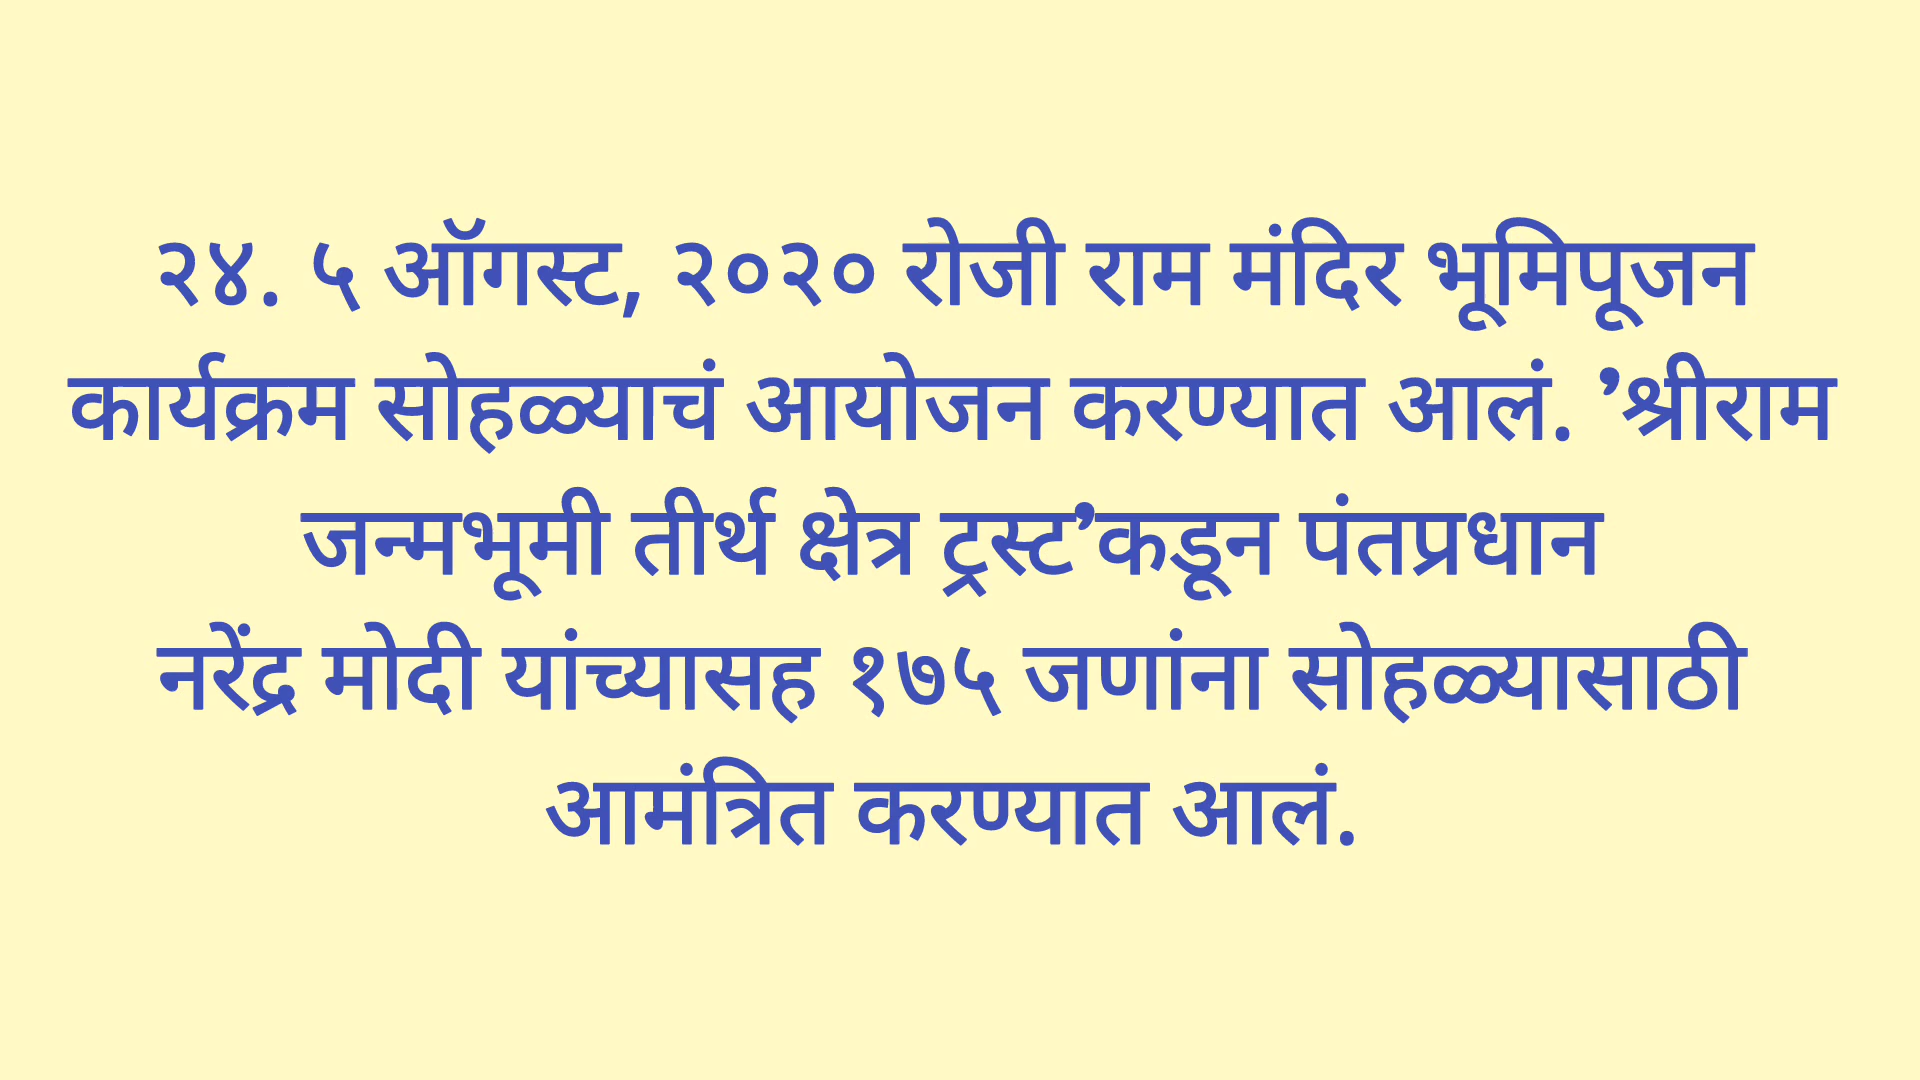 २४. ५ ऑगस्ट, २०२० रोजी राम मंदिर भूमिपूजन
कार्यक्रम सोहळ्याचं आयोजन करण्यात आलं. ’श्रीराम
जन्मभूमी तीर्थ क्षेत्र ट्रस्ट’कडून पंतप्रधान
नरेंद्र मोदी यांच्यासह १७५ जणांना सोहळ्यासाठी
आमंत्रित करण्यात आलं.